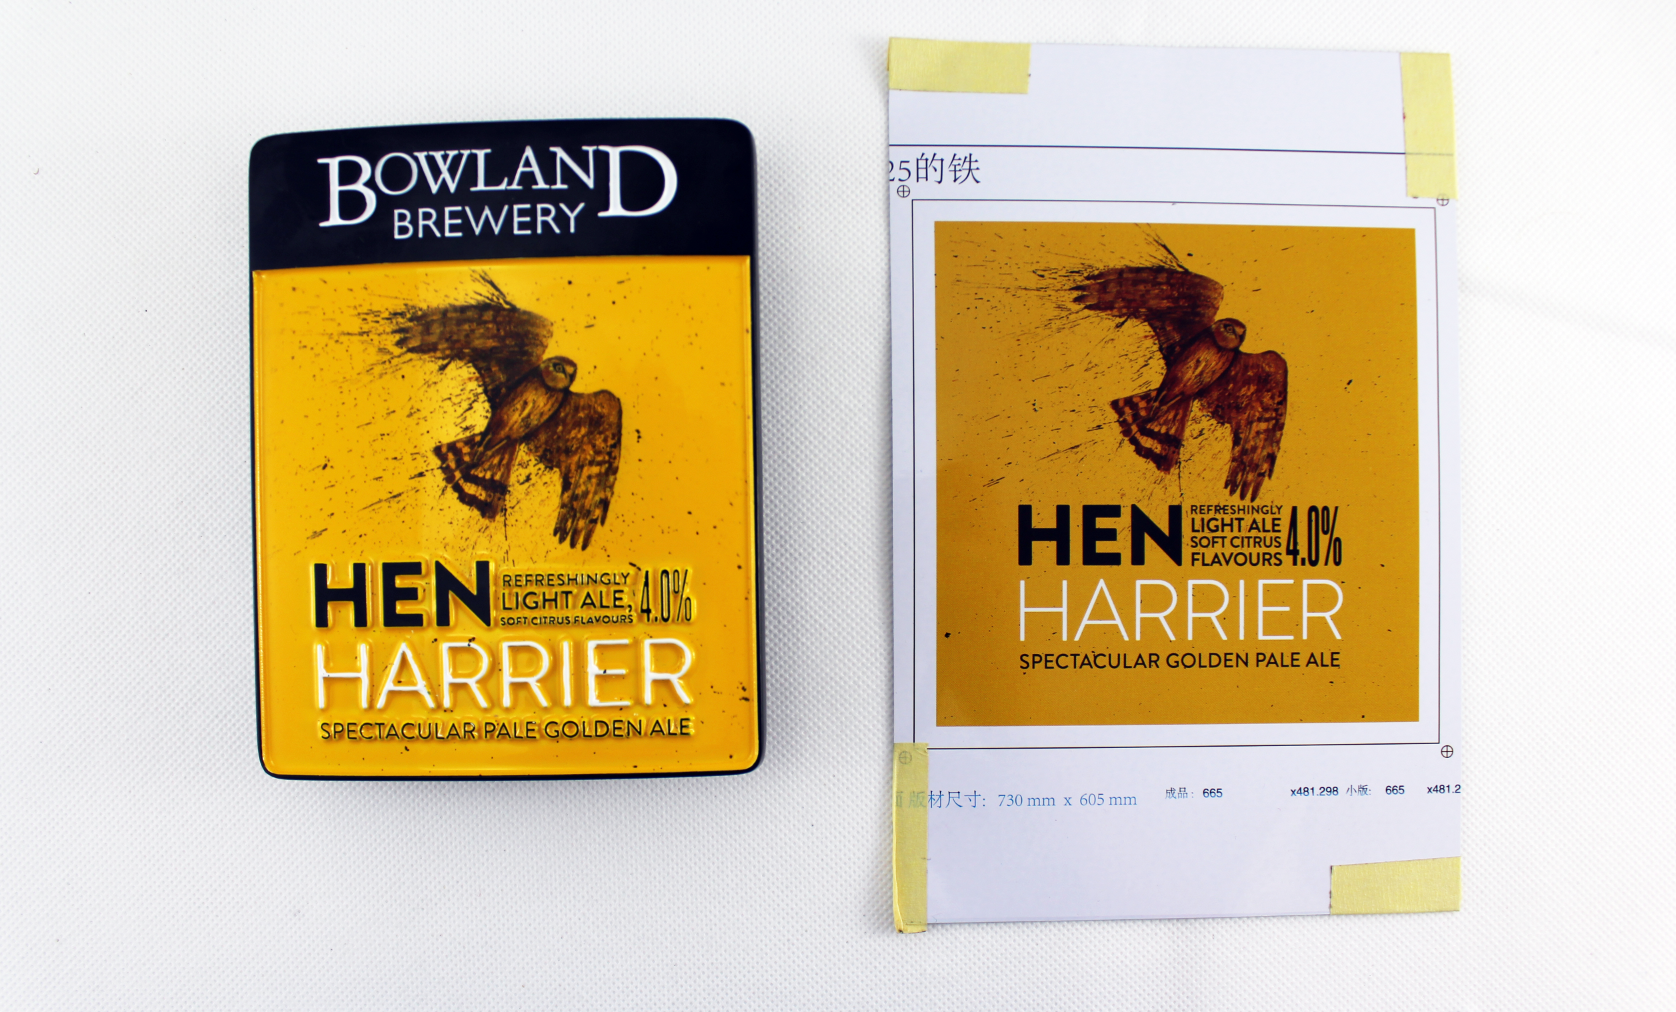 BOWLAND
BREWERY
HEN
REFRESHINGLY
LIGHT ALE,
SOFT CITRUS FLAVOURS
4.0%
HARRIER
SPECTACULAR PALE GOLDEN ALE
25的铁
HEN
REFRESHINGLY
LIGHT ALE
SOFT CITRUS
FLAVOURS
4.0%
HARRIER
SPECTACULAR GOLDEN PALE ALE
版材尺寸: 730 mm x 605 mm 成品: 665 x481.298 小版: 665 x481.2